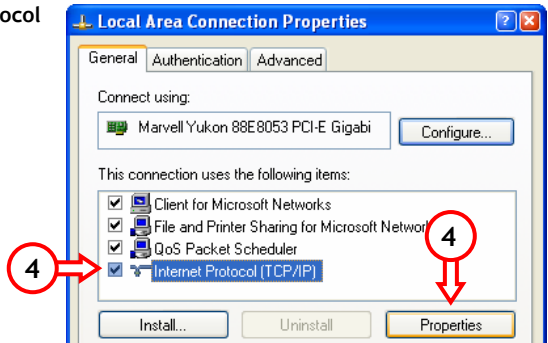 ocol
Local Area Connection Properties
General Authentication Advanced
Connect using:
Marvell Yukon 88E8053 PCI-E Gigabi Configure...
This connection uses the following items:
Client for Microsoft Networks
File and Printer Sharing for Microsoft Networ
4
QoS Packet Scheduler
4 Internet Protocol (TCP/IP)
Install... Uninstall Properties